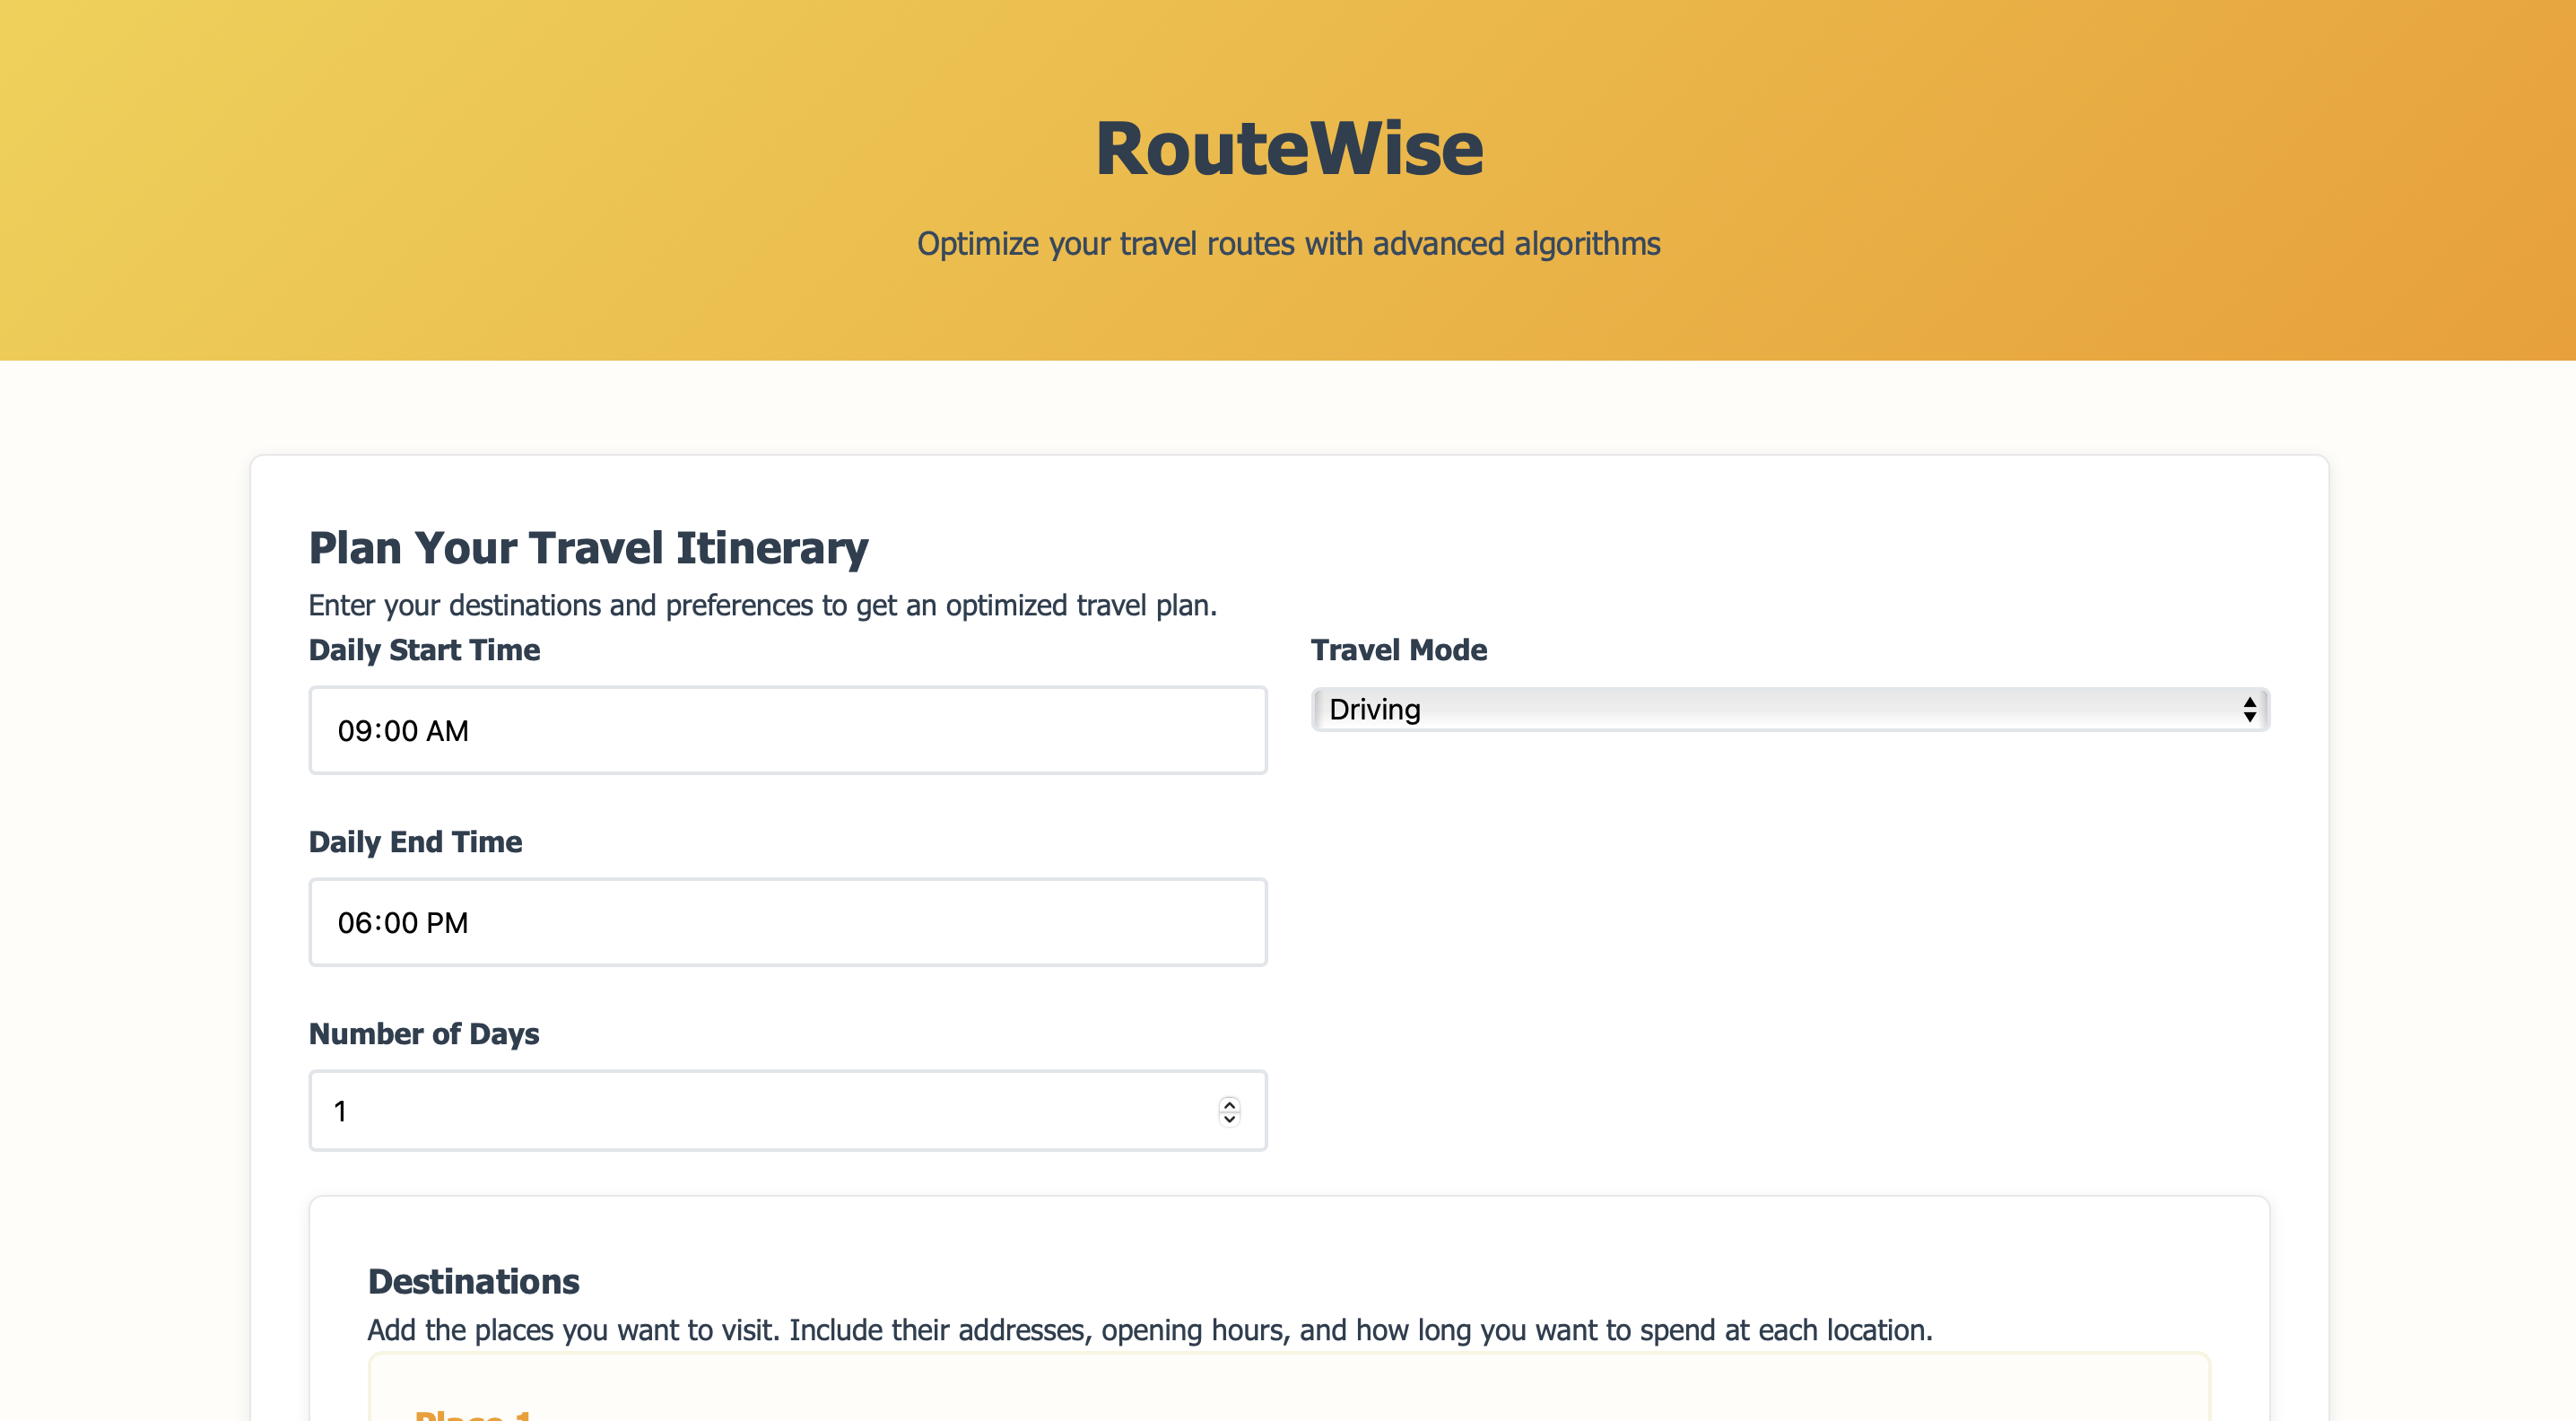 RouteWise
Optimize your travel routes with advanced algorithms
Plan Your Travel Itinerary
Enter your destinations and preferences to get an optimized travel plan.
Daily Start Time
09:00 AM
Travel Mode
Driving
Daily End Time
06:00 PM
Number of Days
1
Destinations
Add the places you want to visit. Include their addresses, opening hours, and how long you want to spend at each location.
Place 1